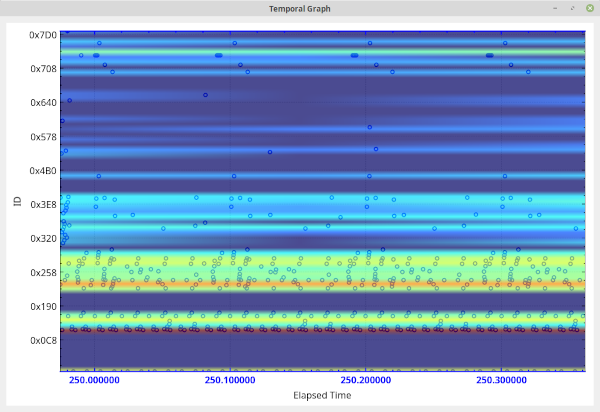 Temporal Graph
0x7D0
0x708
0x640
0x578
0x4B0
0x3E8
0x320
0x258
0x190
0x0C8
ID
250.000000 250.100000 250.200000 250.300000
Elapsed Time